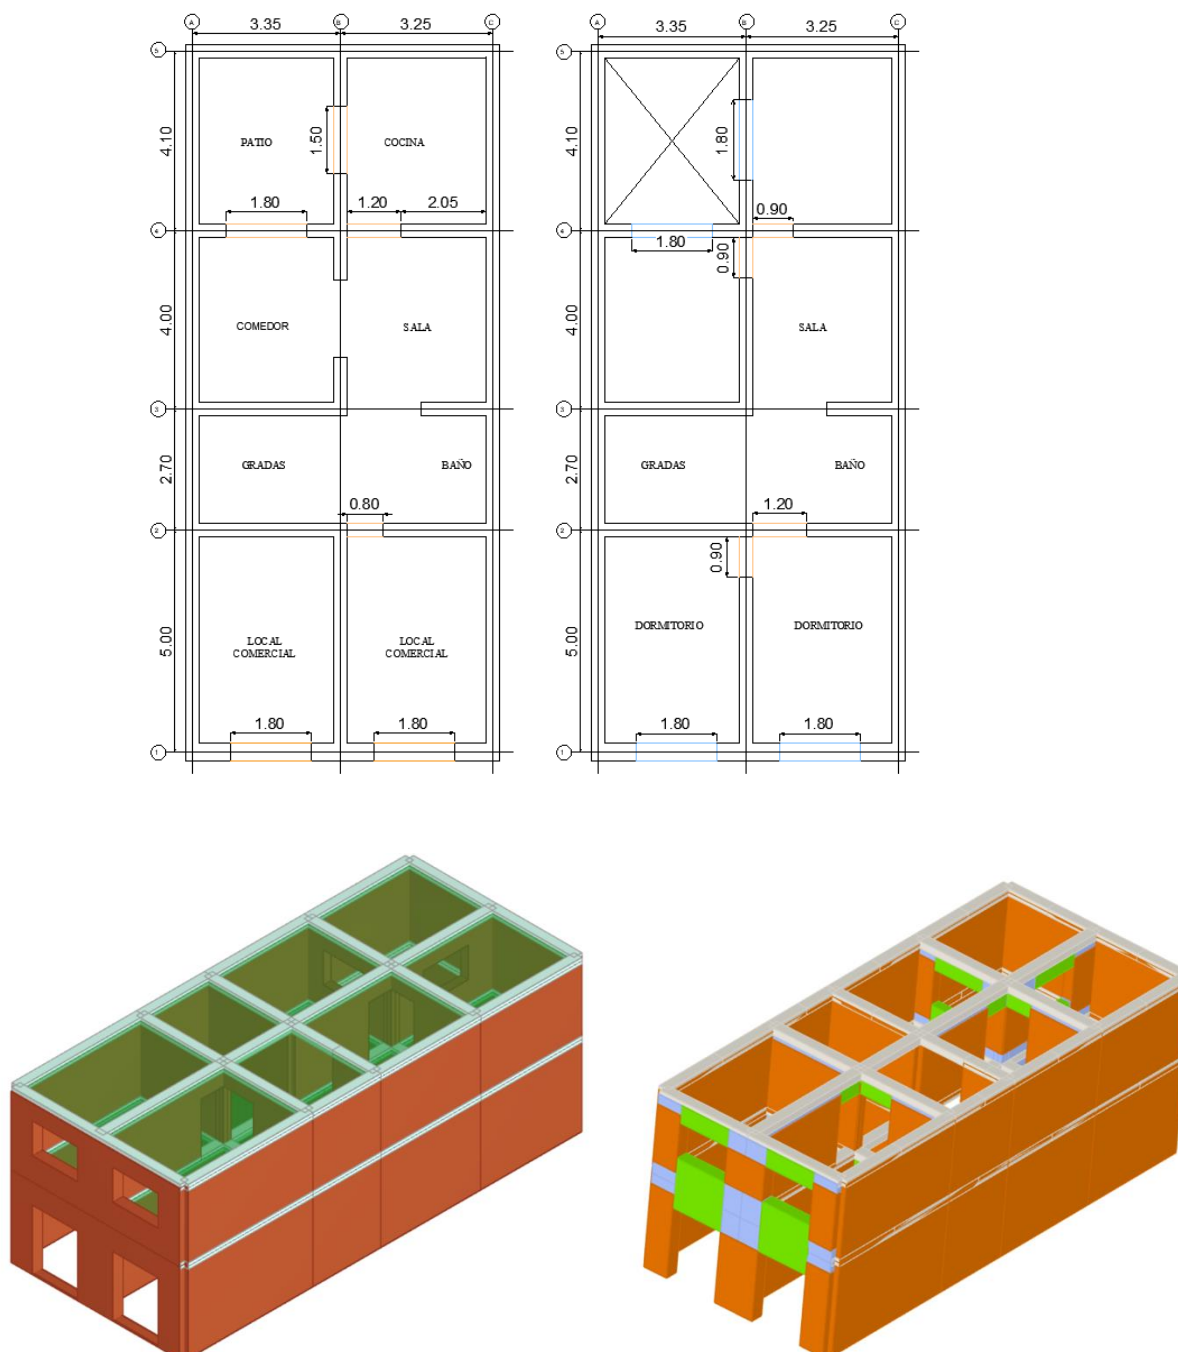 A B C
3.35 3.25
5
4.10
PATIO
1.50
COCINA
1.80
1.20
2.05
4
4.00
COMEDOR
SALA
3
2.70
GRADAS
BAÑO
0.80
2
5.00
LOCAL
COMERCIAL
LOCAL
COMERCIAL
1.80
1.80
1
A B C
3.35 3.25
5
4.10
1.80
0.90
4
1.80
0.90
4.00
SALA
3
2.70
GRADAS
BAÑO
1.20
2
0.90
5.00
DORMITORIO
DORMITORIO
1.80
1.80
1